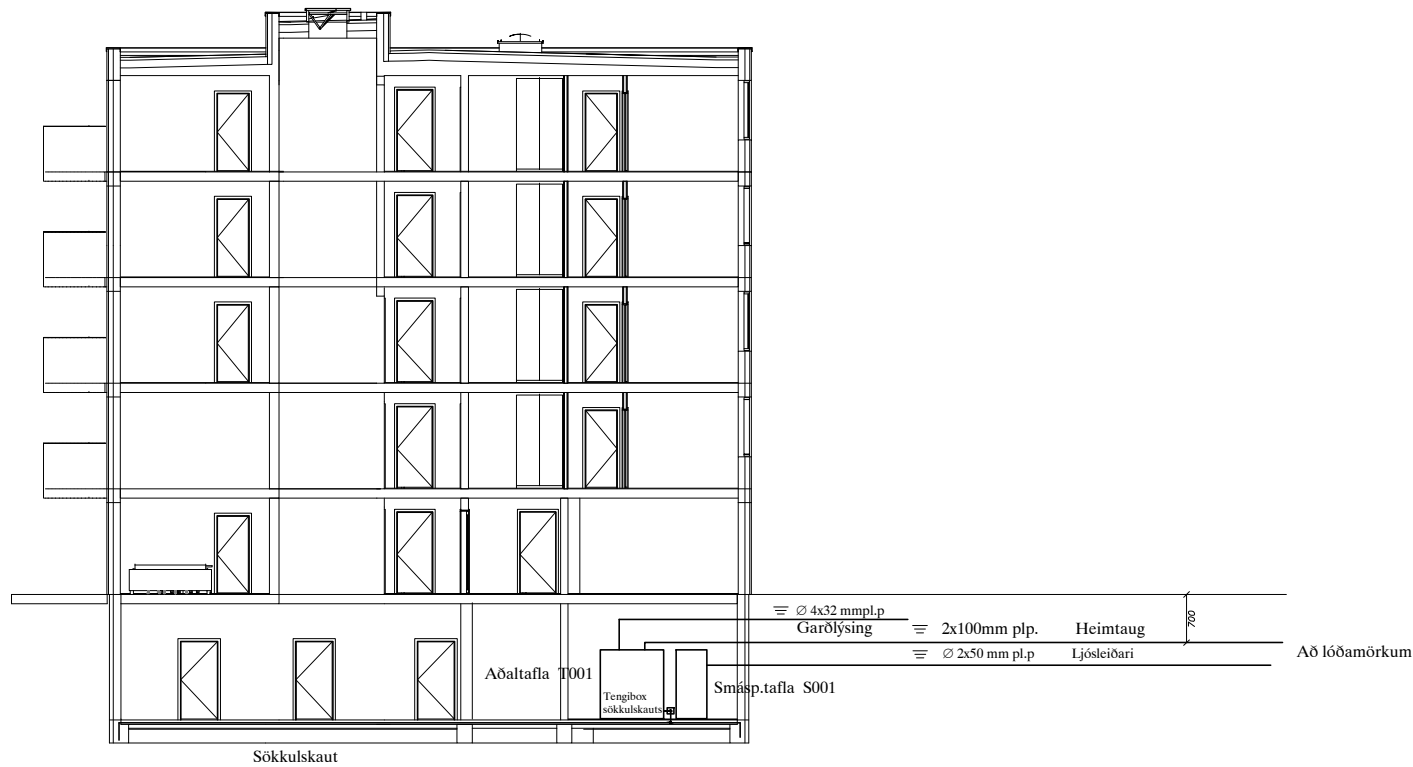 Ø 4x32 mmpl.p
Garðlýsing
2x100mm plp. Heimtaug
700
Ø 2x50 mm pl.p Ljósleiðari
Að lóðamörkum
Aðaltafla T001
Smásp.tafla S001
Tengibox
sökkulskauts
Sökkulskaut